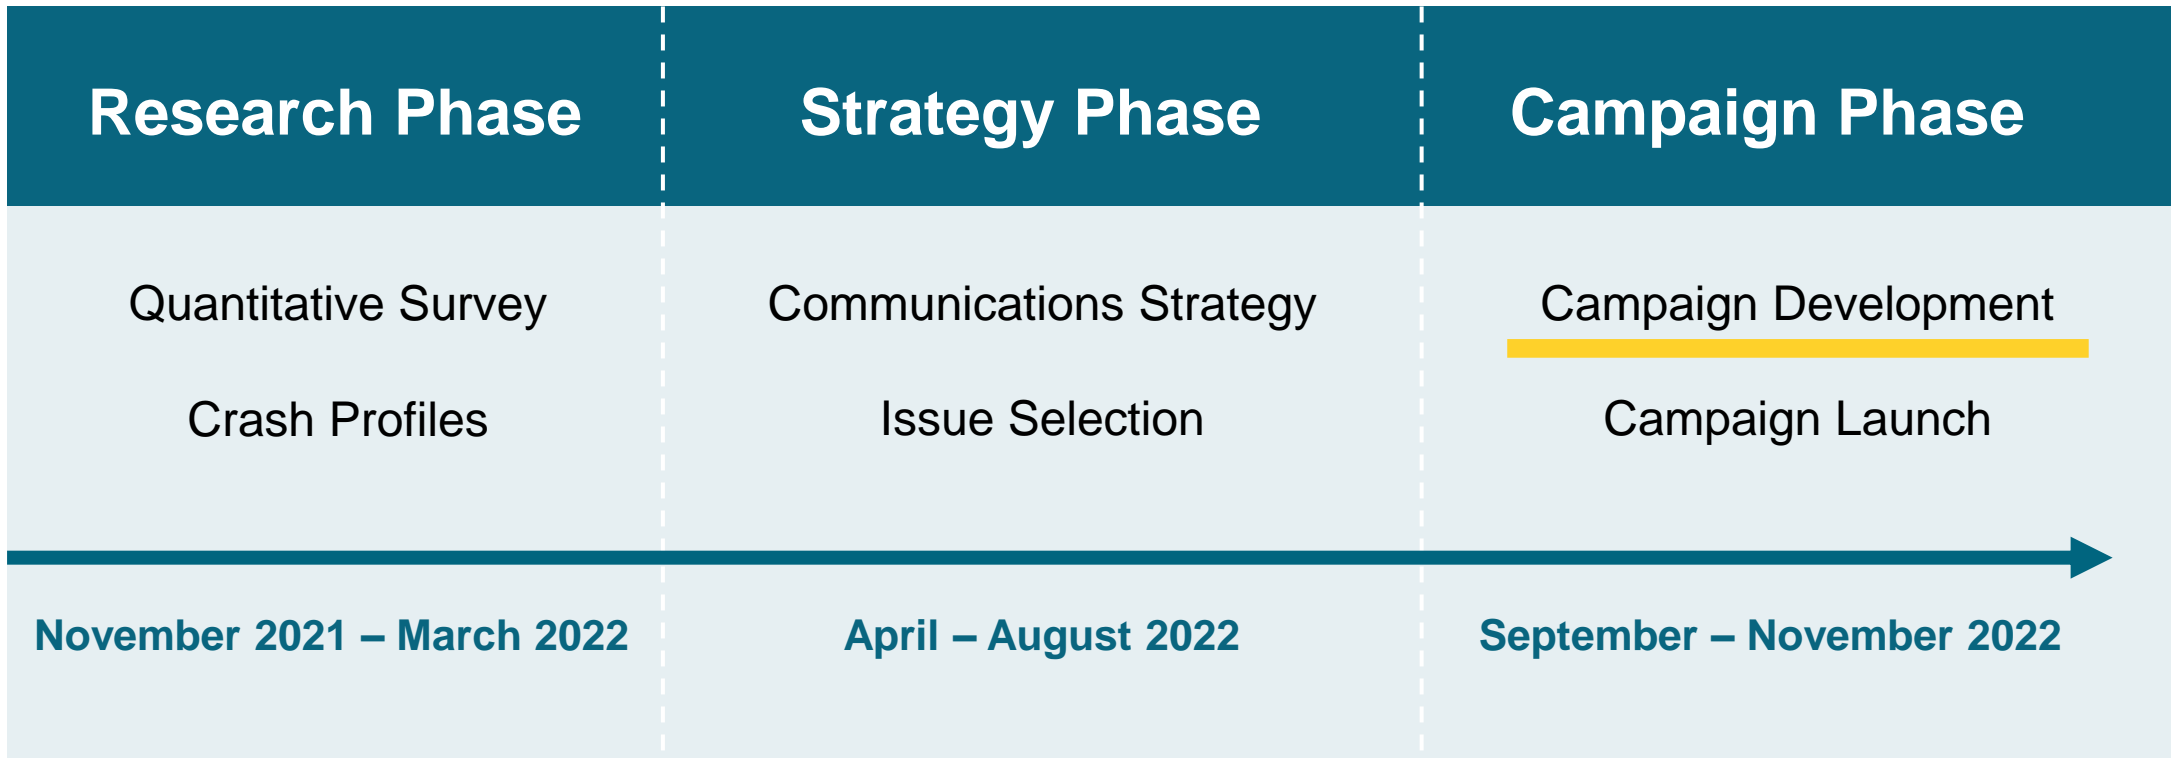 Research Phase
Strategy Phase
Campaign Phase
Quantitative Survey
Communications Strategy
Campaign Development
Crash Profiles
Issue Selection
Campaign Launch
November 2021 – March 2022
April – August 2022
September – November 2022